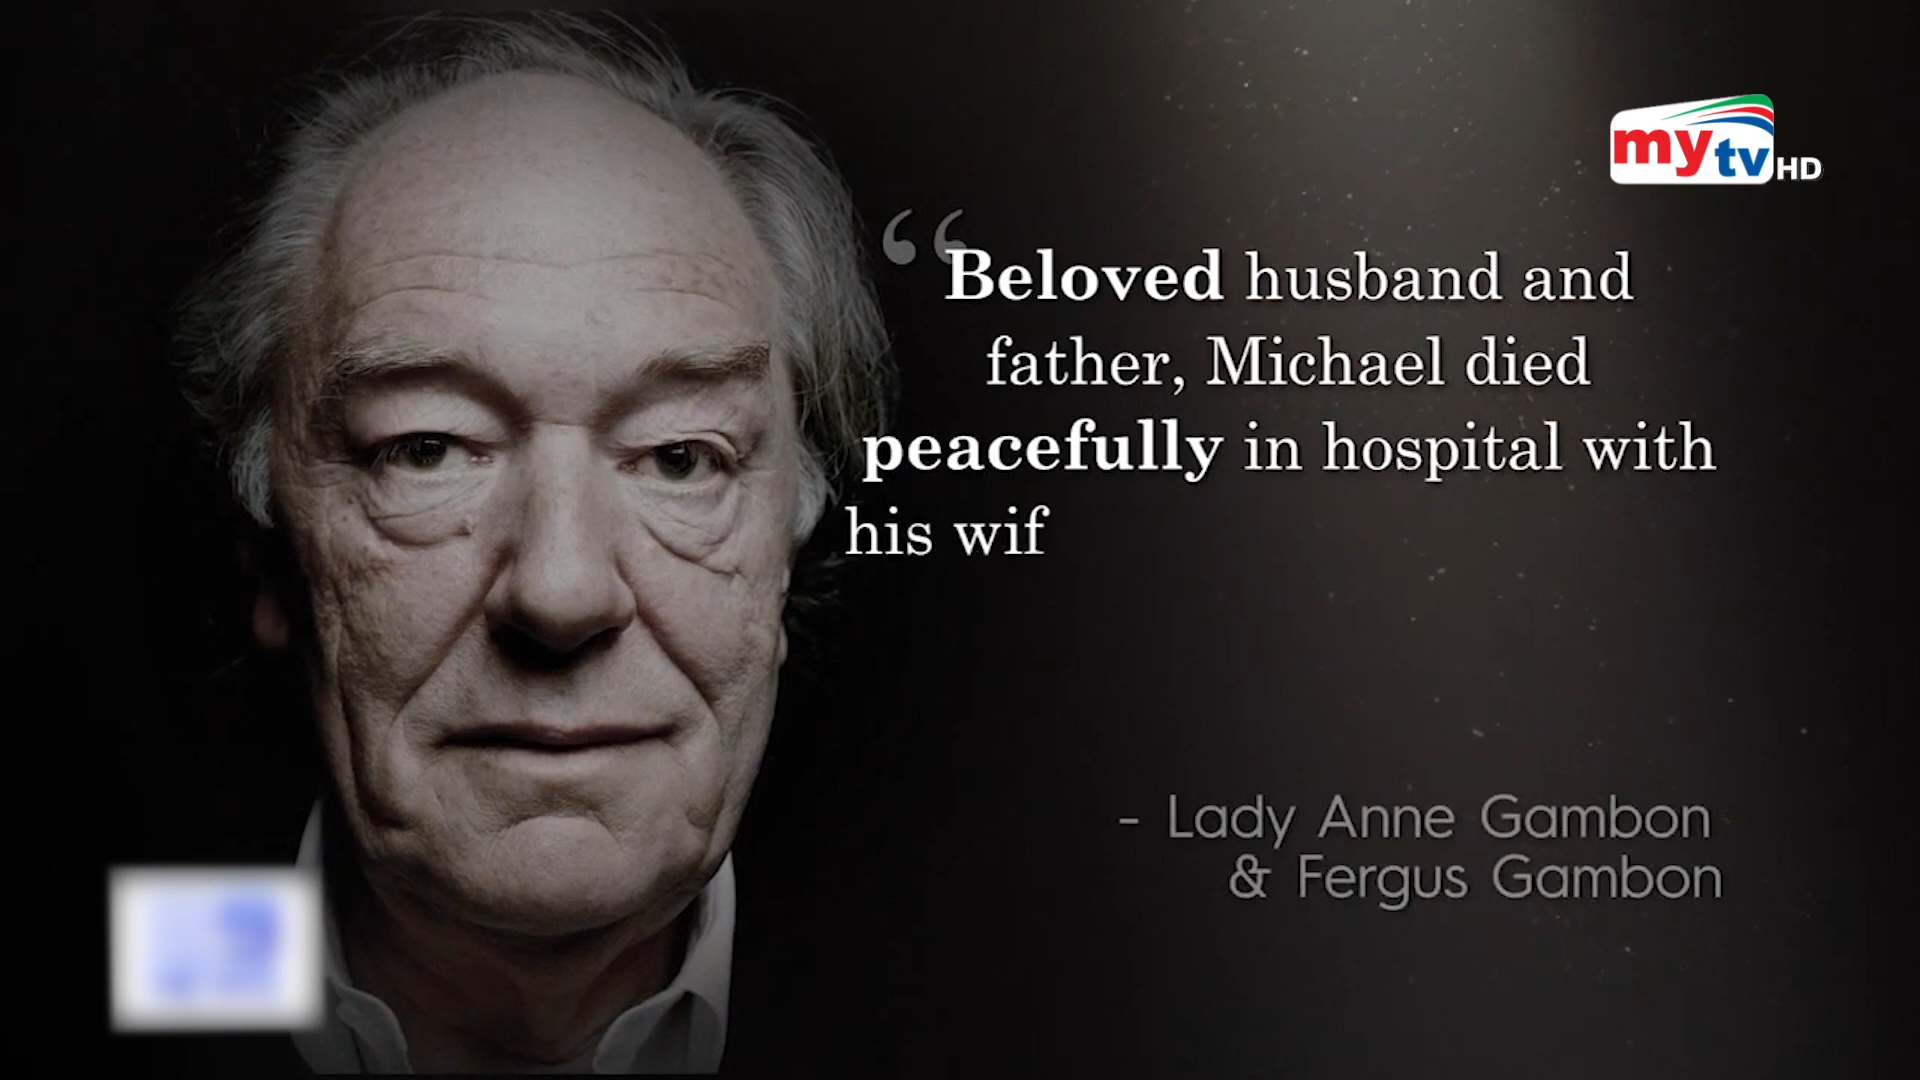 mytv HD
“Beloved husband and
father, Michael died
peacefully in hospital with
his wif
- Lady Anne Gambon
& Fergus Gambon